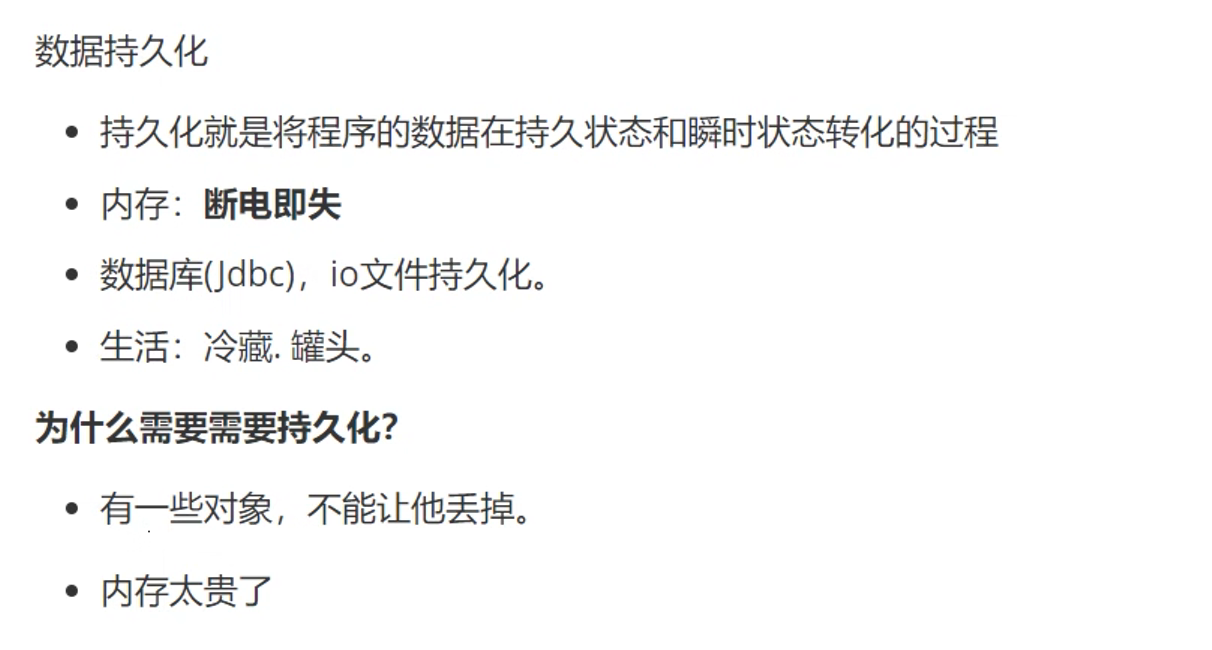 数据持久化
• 持久化就是将程序的数据在持久状态和瞬时状态转化的过程
• 内存：断电即失
• 数据库(Jdbc)，io文件持久化。
• 生活：冷藏. 罐头。
为什么需要需要持久化？
• 有一些对象，不能让他丢掉。
• 内存太贵了